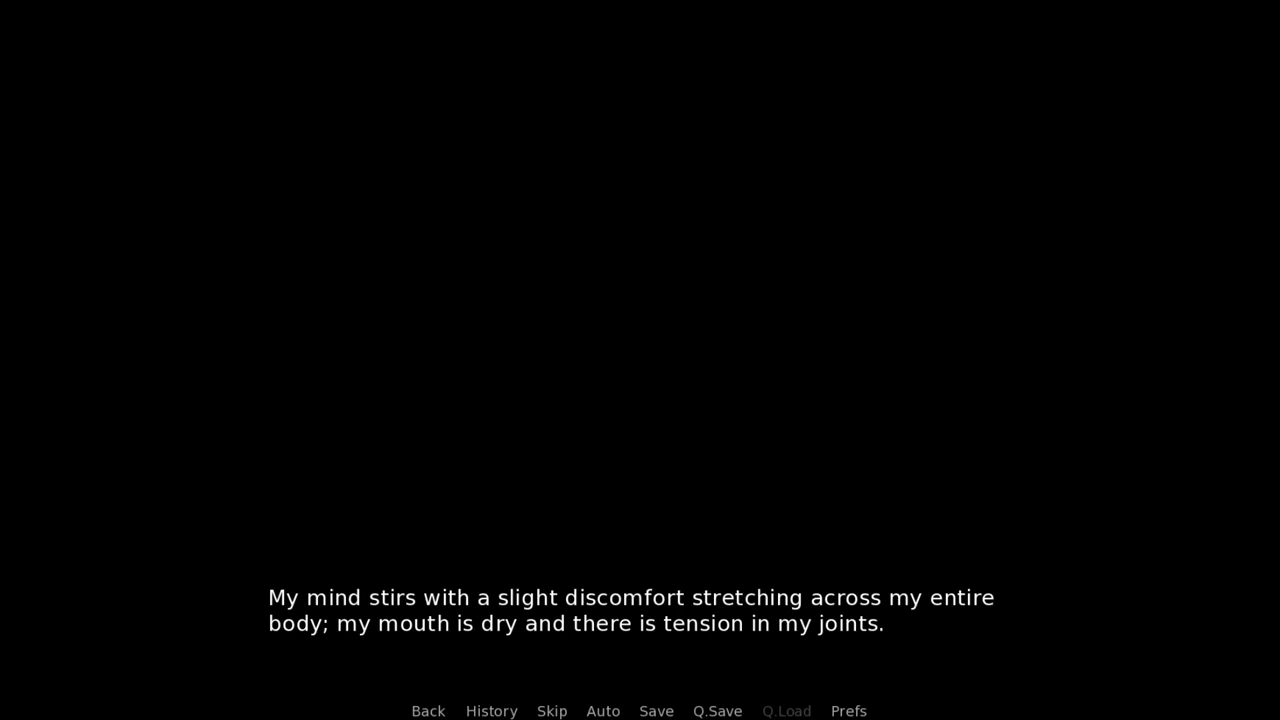 My mind stirs with a slight discomfort stretching across my entire
body; my mouth is dry and there is tension in my joints.
Back History Skip Auto Save Q.Save Q.Load Prefs